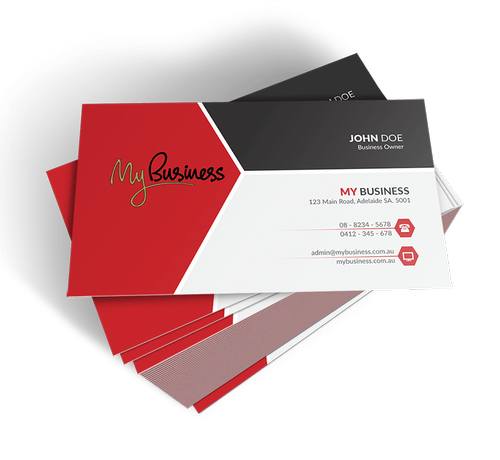 My Business
JOHN DOE
Business Owner
MY BUSINESS
123 Main Road, Adelaide SA. 5001
08 - 8234 - 5678
0412 - 345 - 678
admin@mybusiness.com.au
mybusiness.com.au
DOE